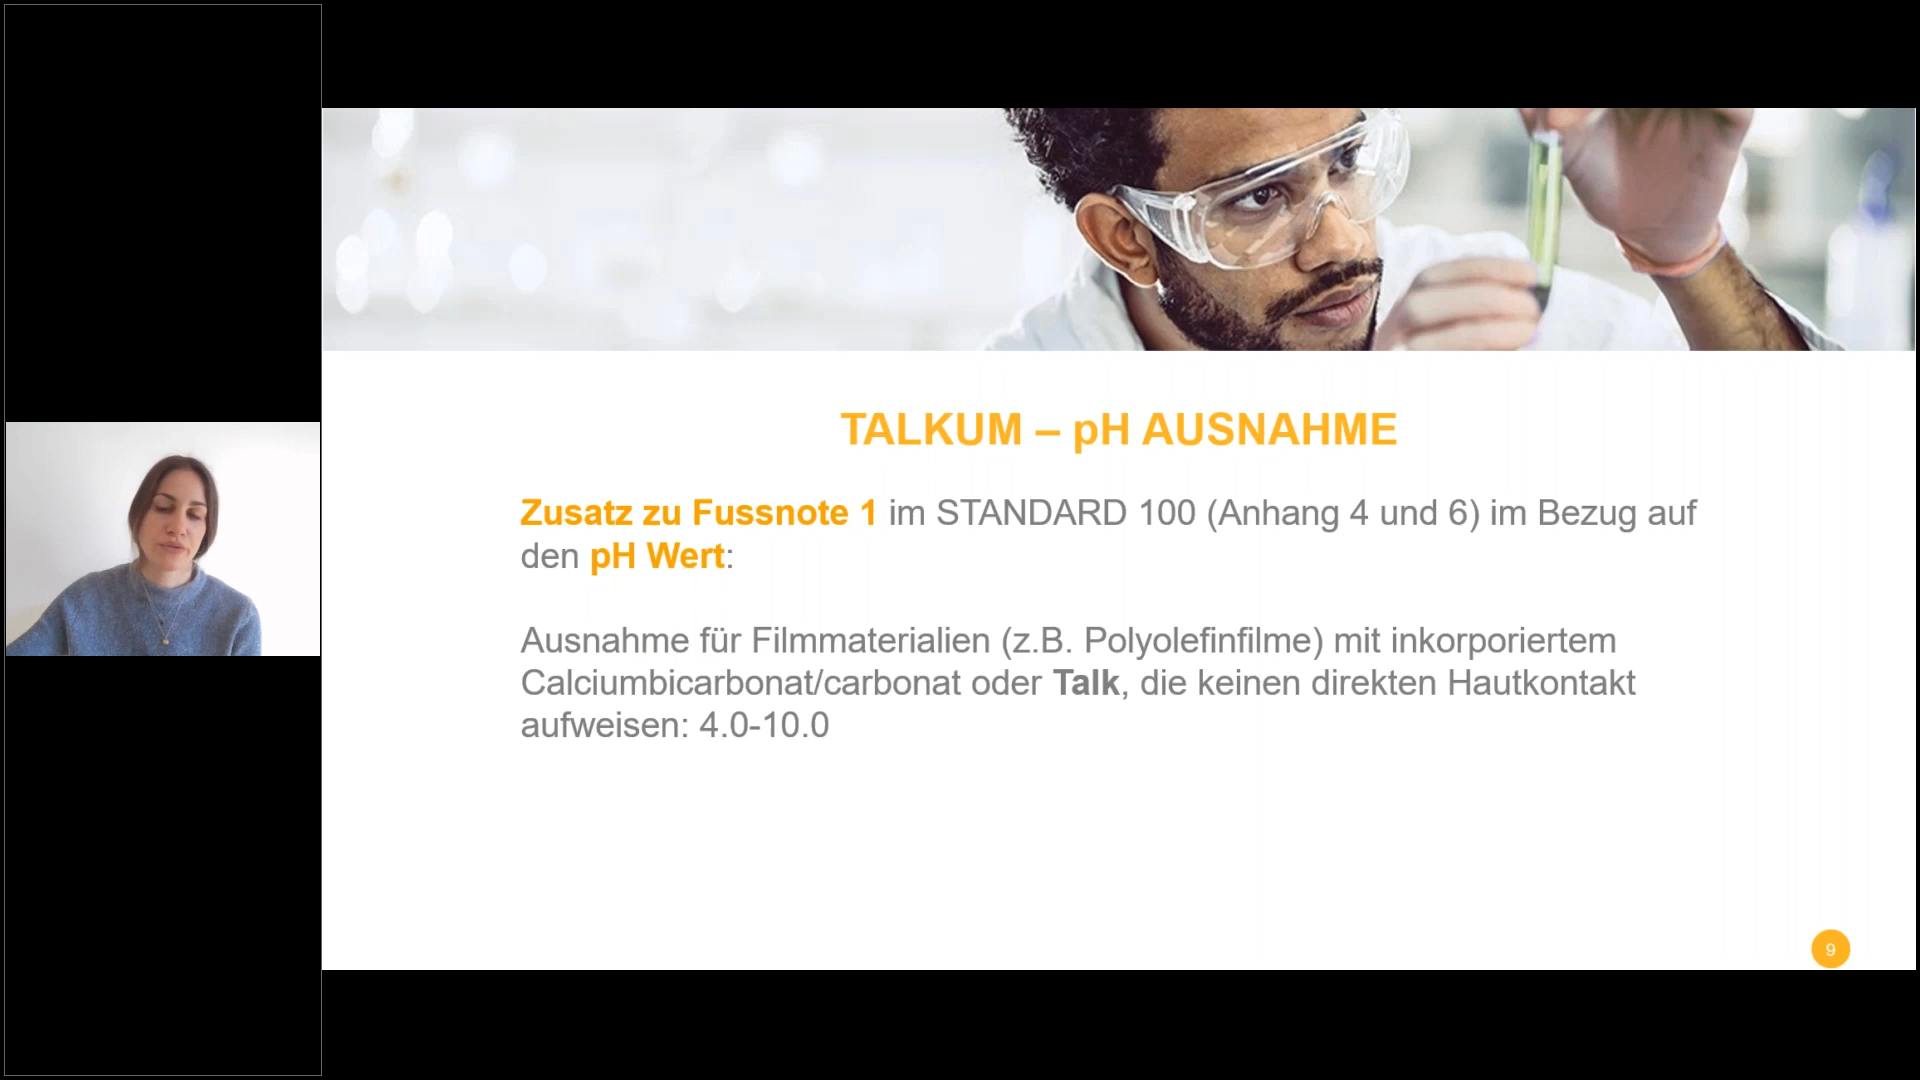 TALKUM – pH AUSNAHME
Zusatz zu Fussnote 1 im STANDARD 100 (Anhang 4 und 6) im Bezug auf
den pH Wert:
Ausnahme für Filmmaterialien (z.B. Polyolefinfilme) mit inkorporiertem
Calciumbicarbonat/carbonat oder Talk, die keinen direkten Hautkontakt
aufweisen: 4.0-10.0
9